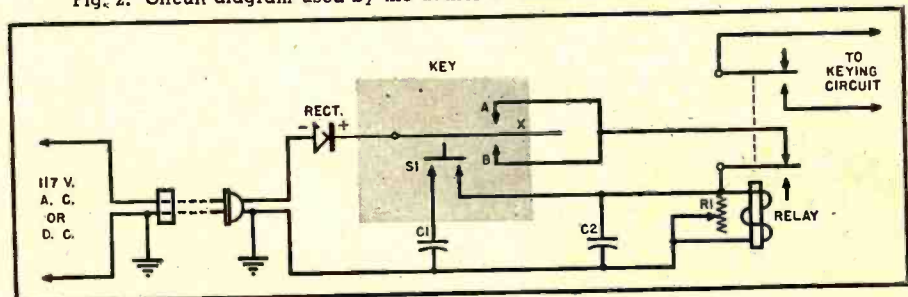 Fig. 2. Circuit diagram used by the
KEY
TO
KEYING
CIRCUIT
RECT.
- +
A
X
B
S1
117 V.
A. C.
OR
D. C.
C1
C2
R1
RELAY